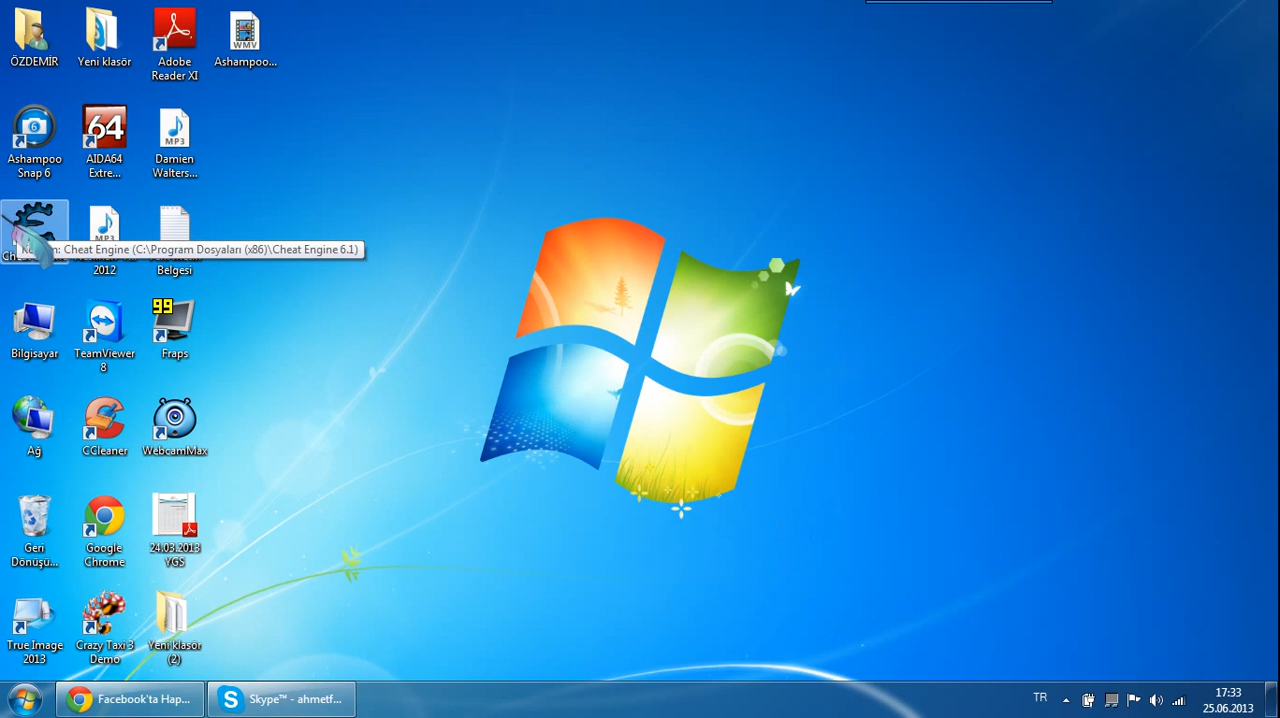 ÖZDEMİR
Yeni klasör
Adobe
Reader XI
Ashampoo...
WMV
6
Ashampoo
Snap 6
64
AIDA64
Extre...
MP3
Damien
Walters...
MP3
Cheat Engine (C:\Program Dosyaları (x86)\Cheat Engine 6.1)
2012
Belgesi
Bilgisayar
TeamViewer
8
99
Fraps
Ağ
CCleaner
WebcamMax
Geri
Dönüşü...
Google
Chrome
24.03.2013
YGS
True Image
2013
Crazy Taxi 3
Demo
Yeni klasör
(2)
Facebook'ta Hap...
Skype™ - ahmetf...
TR
17:33
25.06.2013